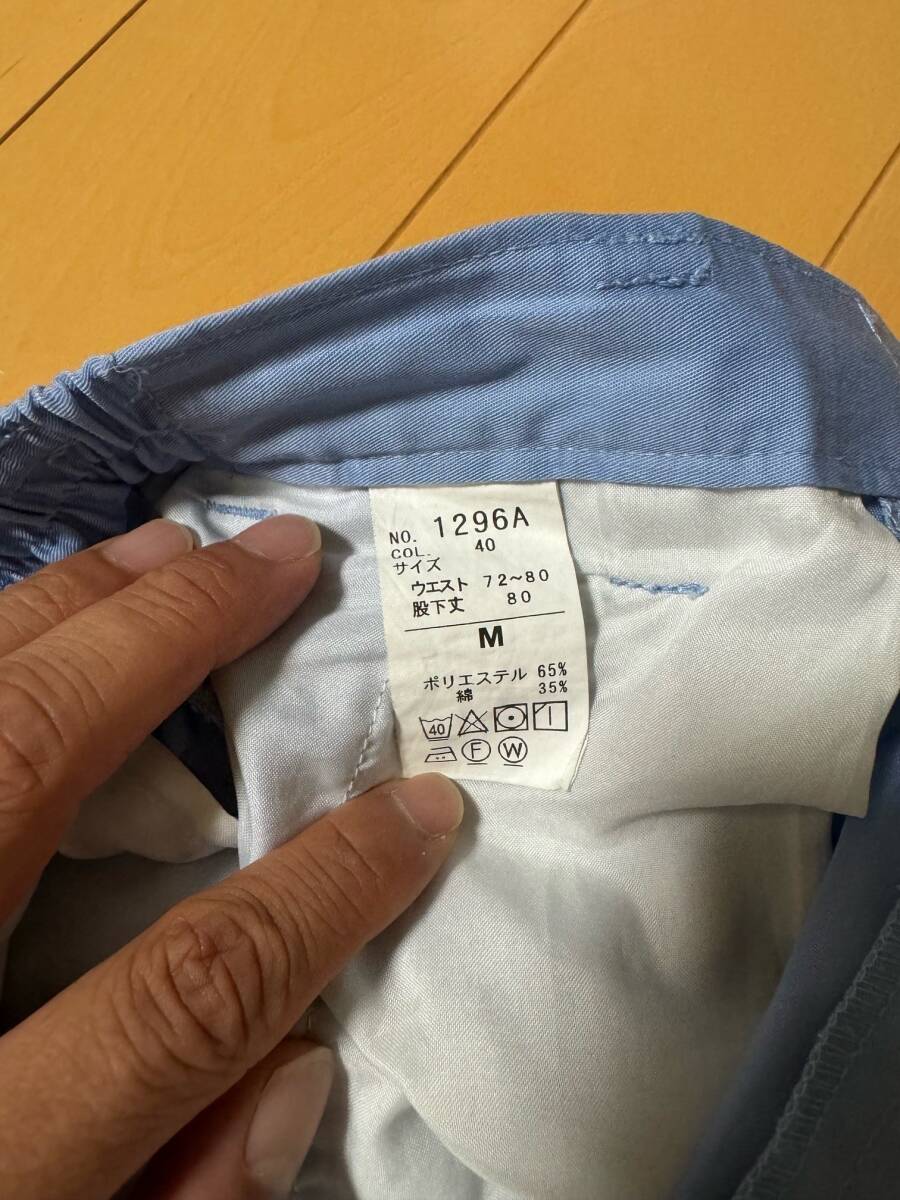 NO. 1296A
COL. 40
サイズ
ウエスト 72~80
股下丈 80
M
ポリエステル 65%
綿 35%
40
F W